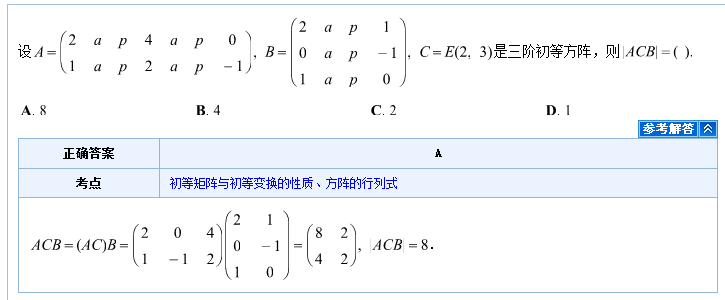 设 A = (2 a p 4 a p 0
1 a p 2 a p −1), B = (2 a p 1
0 a p −1
1 a p 0), C = E(2, 3)是三阶初等方阵，则 |ACB| = ( ).
A. 8 B. 4 C. 2 D. 1
参考解答
正确答案 A
考点 初等矩阵与初等变换的性质、方阵的行列式
ACB = (AC)B = (2 0 4
1 −1 2)(2 1
0 −1
1 0) = (8 2
4 2), |ACB| = 8．